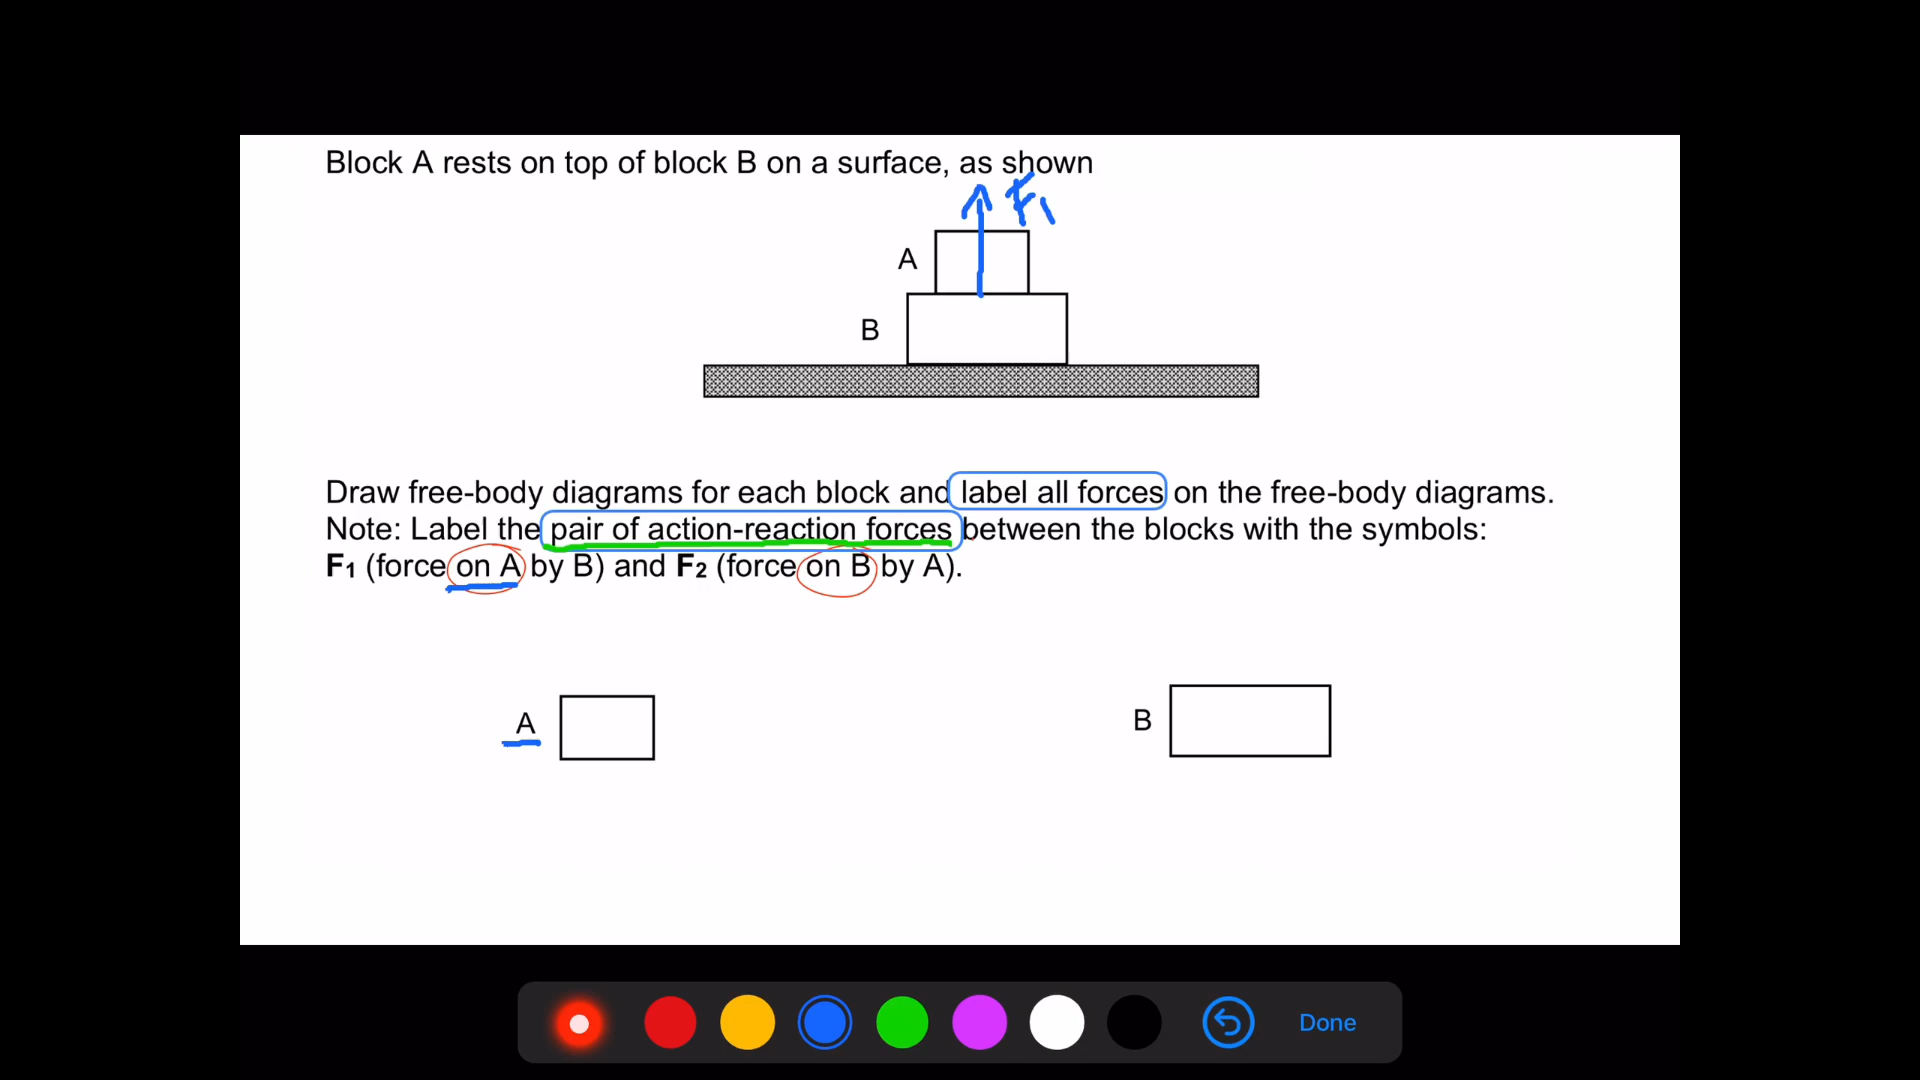 Block A rests on top of block B on a surface, as shown
F1
A
B
Draw free-body diagrams for each block and label all forces on the free-body diagrams.
Note: Label the pair of action-reaction forces between the blocks with the symbols:
F1 (force on A by B) and F2 (force on B by A).
A
B
Done